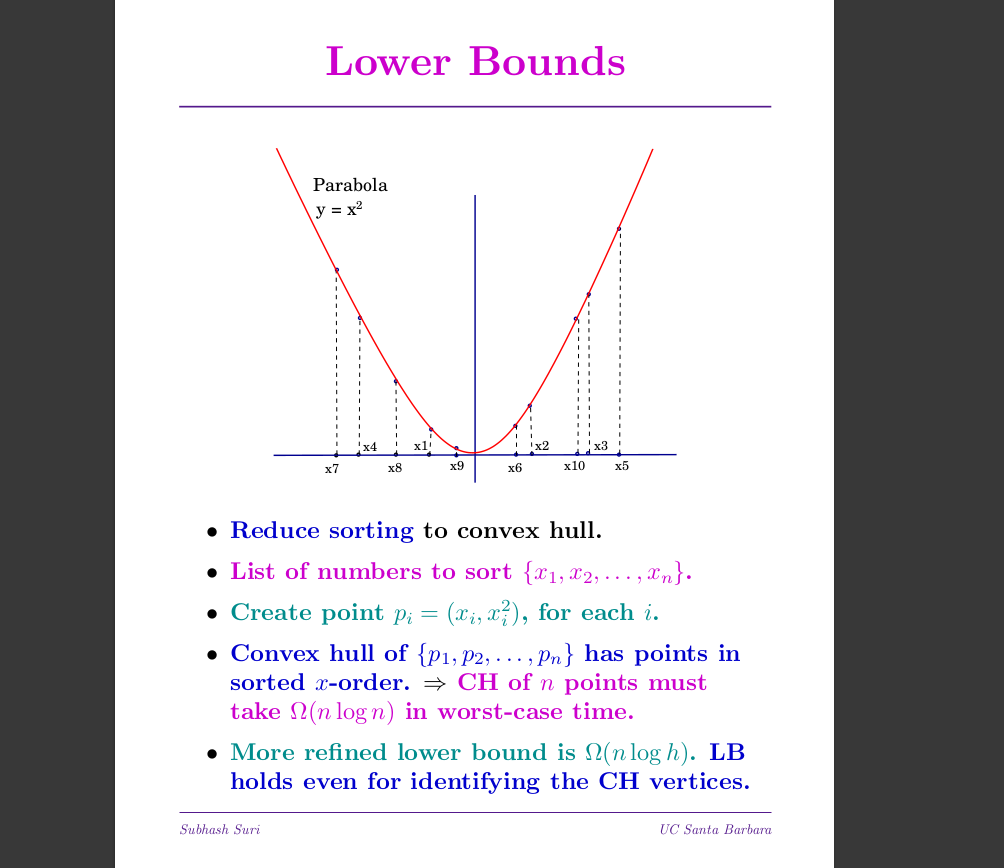 Lower Bounds
Parabola
y = x²
x7
x4
x8
x1
x9
x6
x2
x10
x3
x5
• Reduce sorting to convex hull.
• List of numbers to sort {x₁, x₂, . . . , xₙ}.
• Create point pᵢ = (xᵢ, xᵢ²), for each i.
• Convex hull of {p₁, p₂, . . . , pₙ} has points in
sorted x-order. ⇒ CH of n points must
take Ω(n log n) in worst-case time.
• More refined lower bound is Ω(n log h). LB
holds even for identifying the CH vertices.
Subhash Suri
UC Santa Barbara